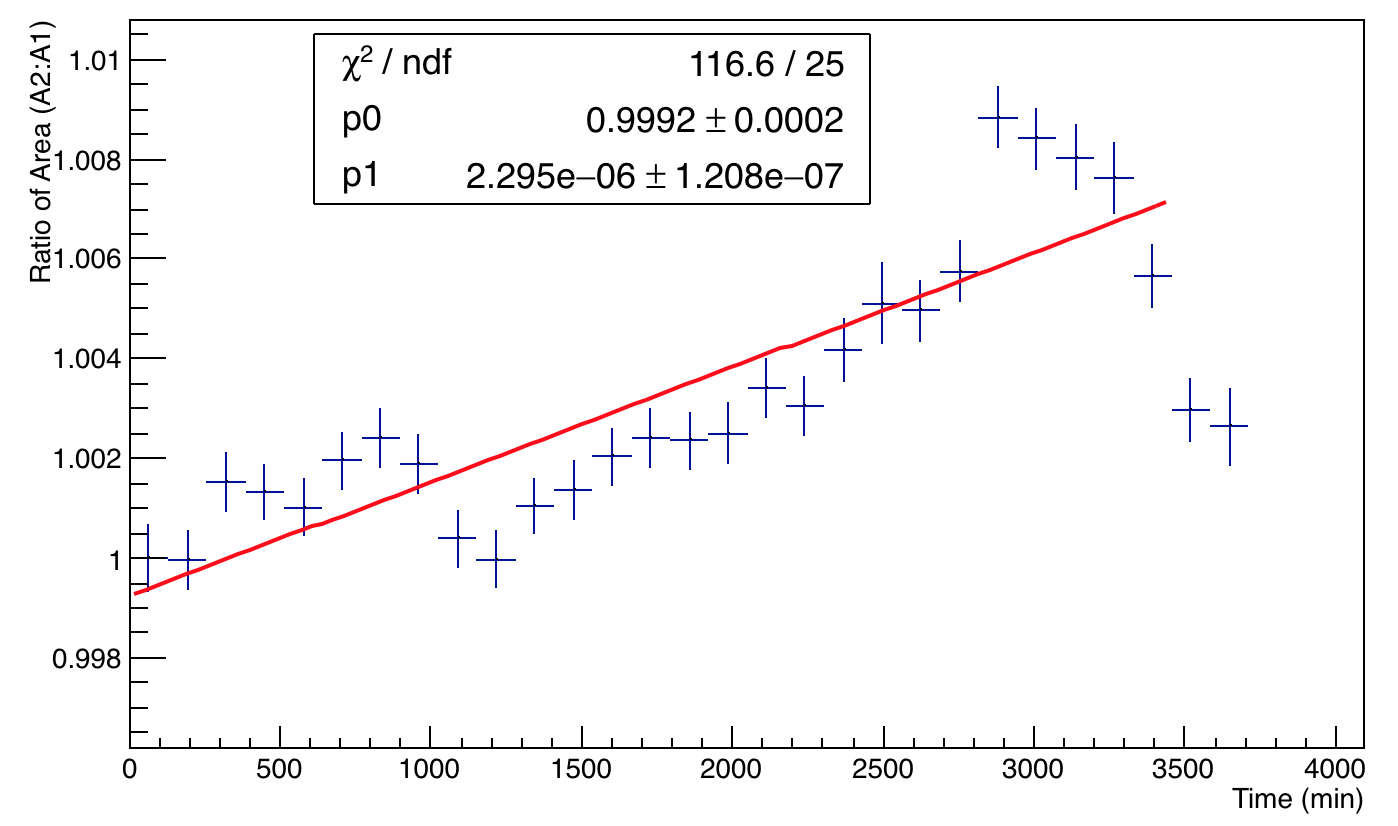 Ratio of Area (A2:A1)
1.01
1.008
1.006
1.004
1.002
1
0.998
χ² / ndf 116.6 / 25
p0 0.9992 ± 0.0002
p1 2.295e−06 ± 1.208e−07
0 500 1000 1500 2000 2500 3000 3500 4000
Time (min)